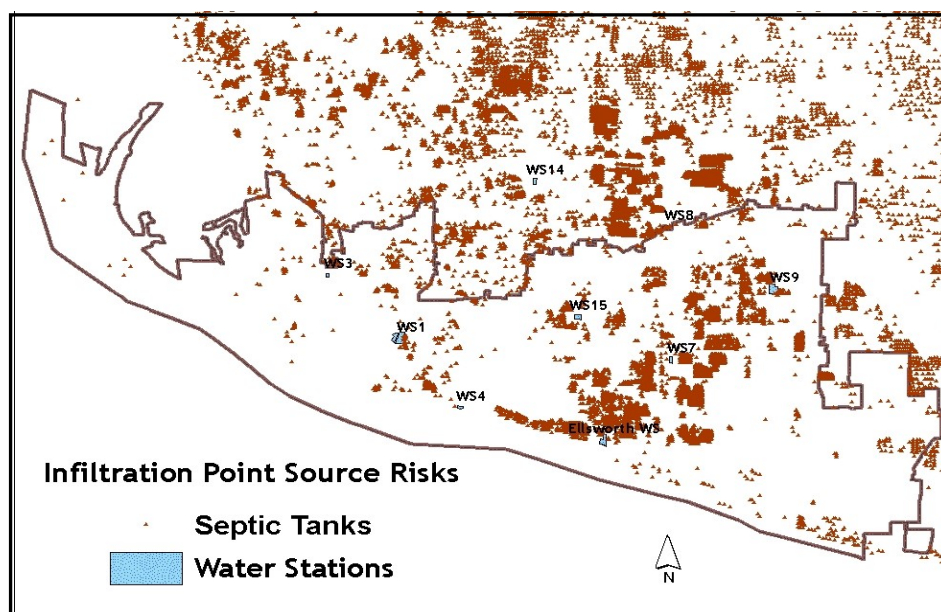 WS14
WS8
WS3
WS9
WS15
WS1
WS7
WS4
Ellsworth WS
Infiltration Point Source Risks
Septic Tanks
Water Stations
N